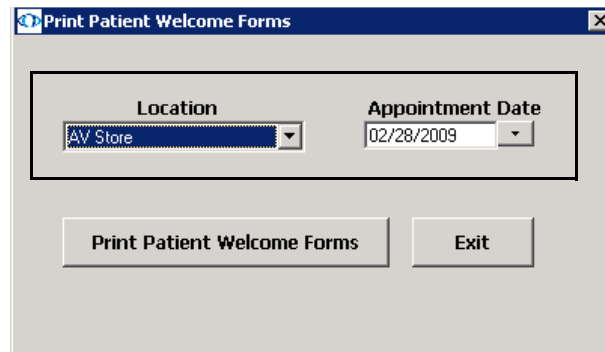 Print Patient Welcome Forms
Location Appointment Date
AV Store 02/28/2009
Print Patient Welcome Forms Exit